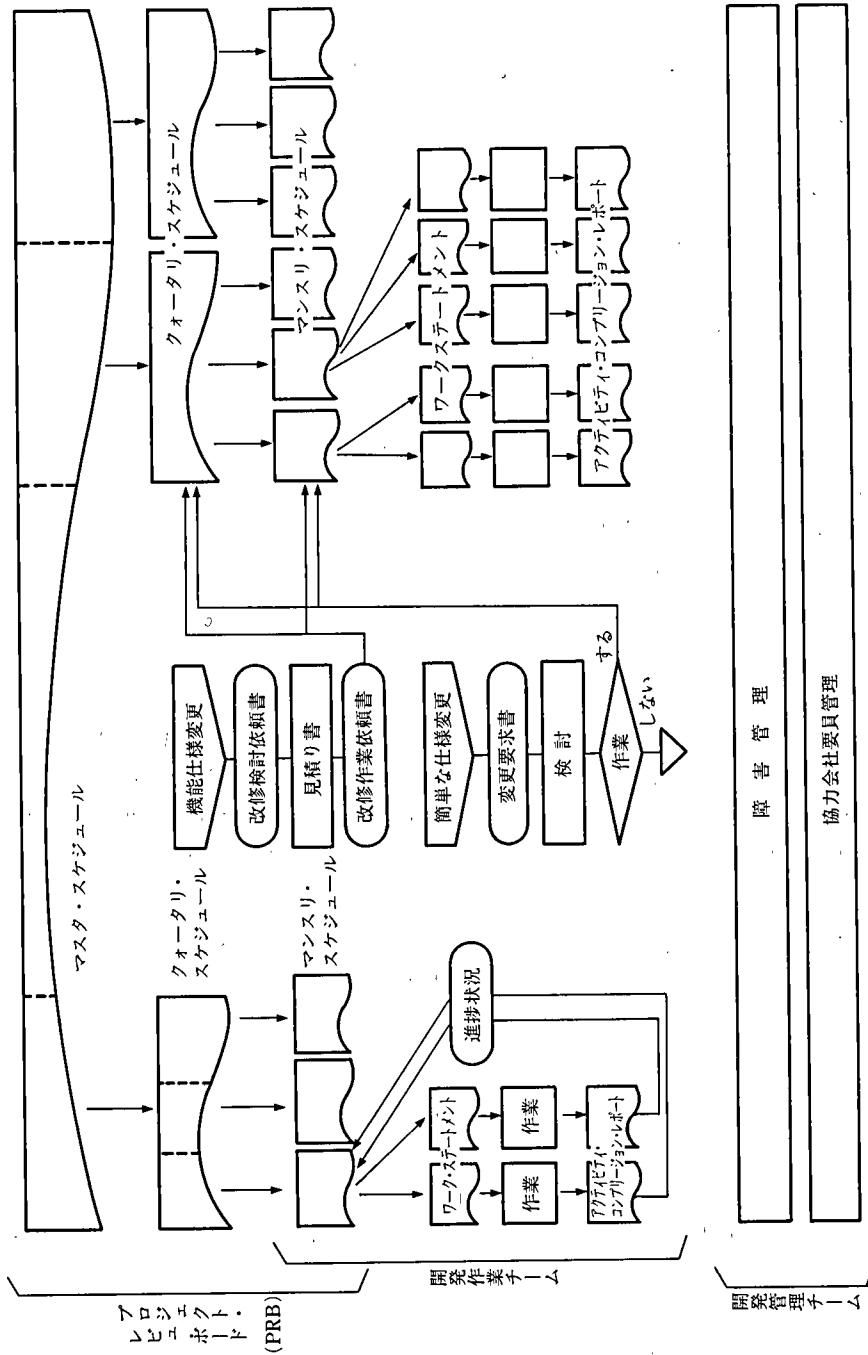 マスタ・スケジュール
クォータリ・
スケジュール
マンスリ・
スケジュール
ワーク・ステートメント
作業
作業
アクティビティ・
コンプリーション・レポート
進捗状況
機能仕様変更
改修検討依頼書
見積り書
改修作業依頼書
簡単な仕様変更
変更要求書
検討
作業
する
しない
クォータリ・スケジュール
マンスリ・スケジュール
ワークステートメント
アクティビティ・コンプリージョン・レポート
障害管理
協力会社要員管理
プロジェクト・
レビュ・ボード
(PRB)
開発作業チーム
開発管理チーム